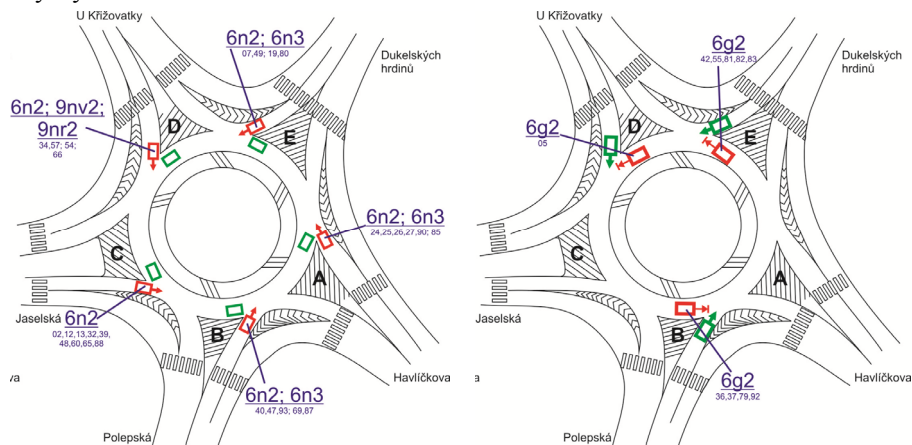 U Křižovatky
6n2; 6n3
07,49; 19,80
Dukelských
hrdinů
6n2; 9nv2;
9nr2
34,57; 54;
66
D
E
6n2; 6n3
24,25,26,27,90; 85
C
A
Jaselská
6n2
02,12,13,32,39,
48,60,65,88
B
6n2; 6n3
40,47,93; 69,87
Havlíčkova
ova
Polepská
U Křižovatky
6g2
42,55,81,82,83
Dukelských
hrdinů
6g2
05
D
E
C
A
Jaselská
B
6g2
36,37,79,92
Havlíčkova
ova
Polepská